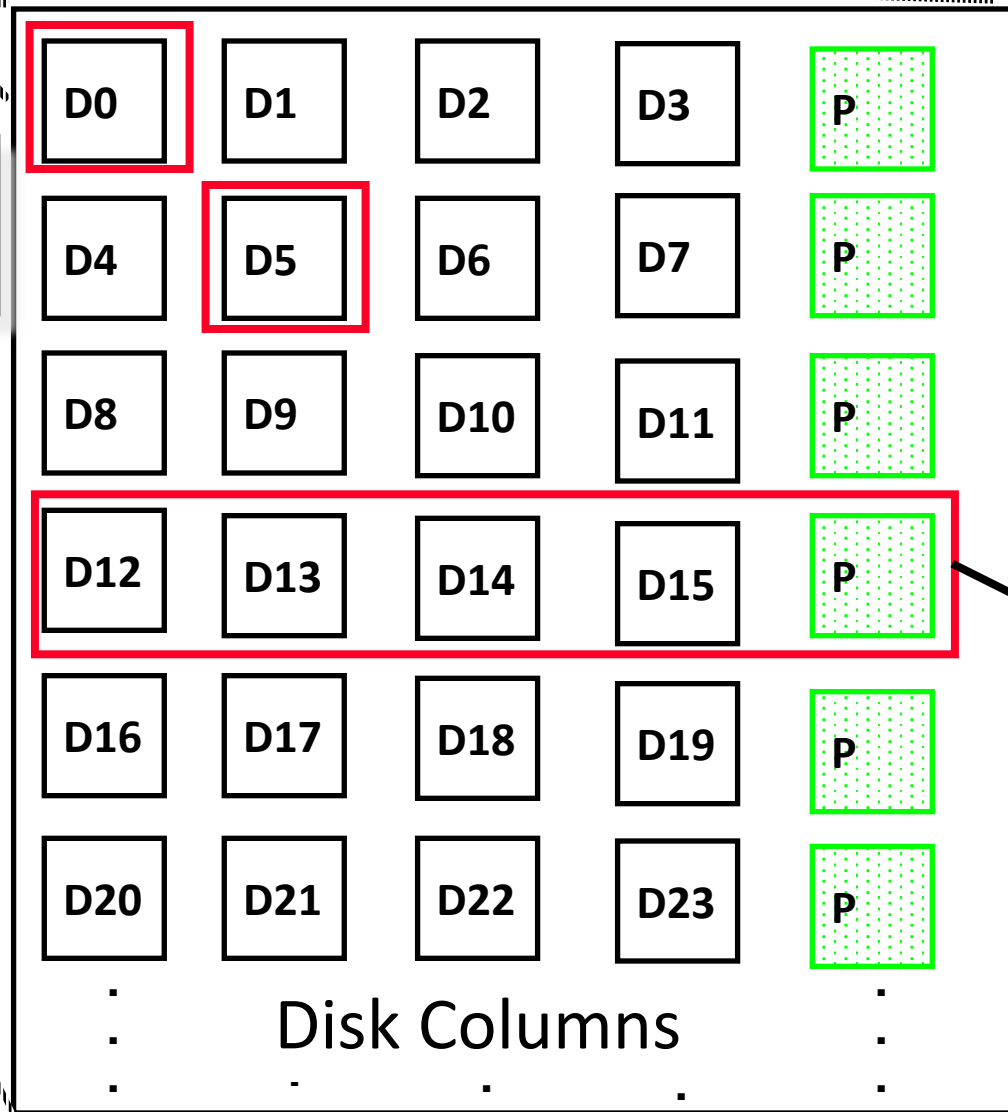 D0 D1 D2 D3 P
D4 D5 D6 D7 P
D8 D9 D10 D11 P
D12 D13 D14 D15 P
D16 D17 D18 D19 P
D20 D21 D22 D23 P
Disk Columns